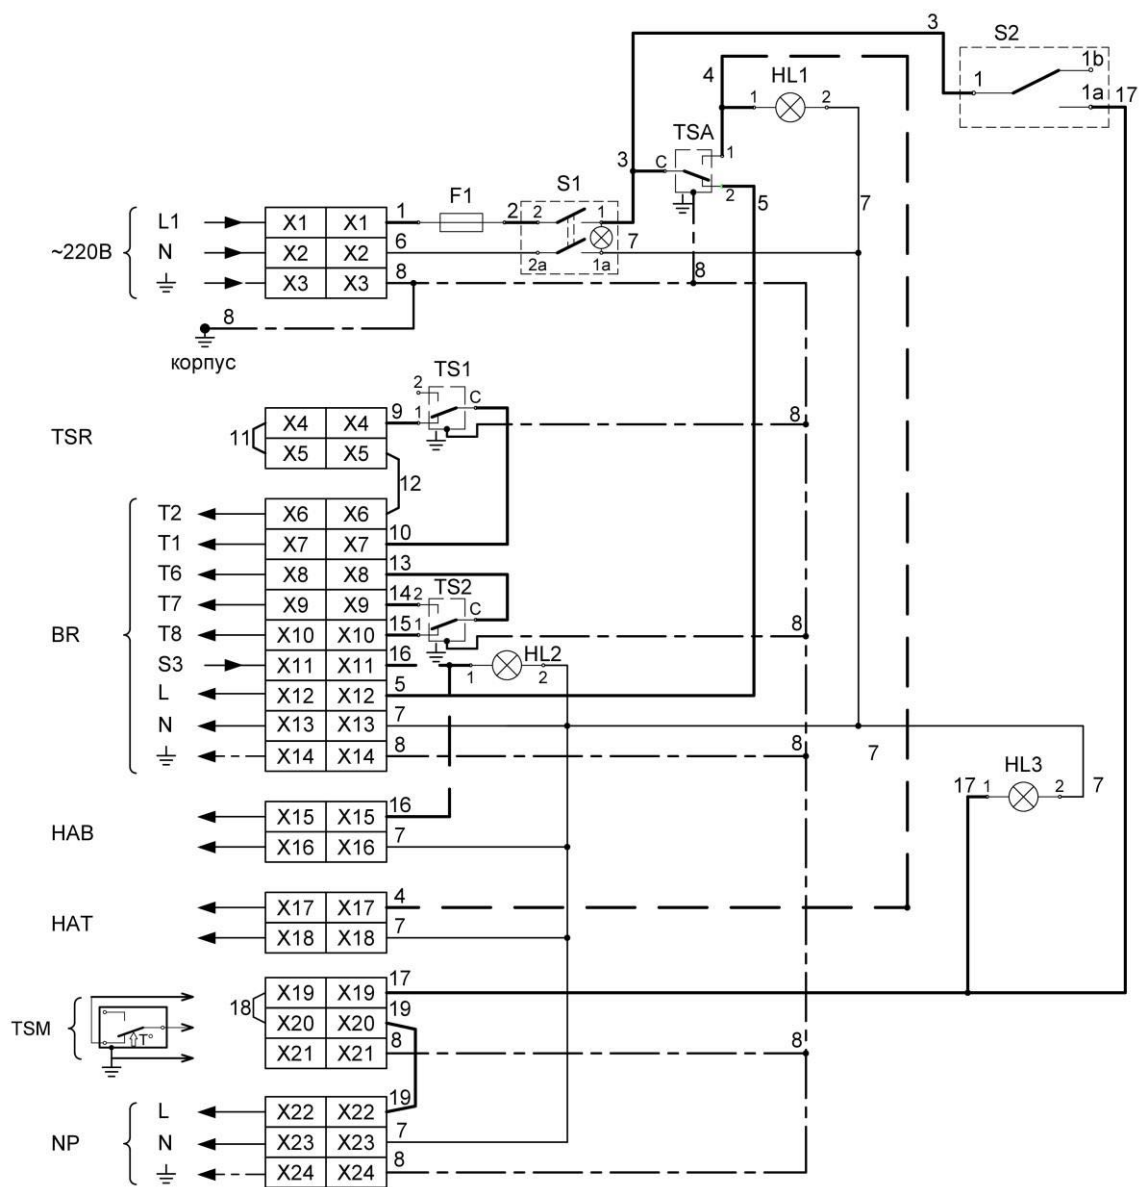 3
S2
1b
1
1a
17
4
HL1
1
2
TSA
3
C
1
2
5
7
F1
S1
~220В
L1
X1
X1
1
2
2
1
N
X2
X2
6
2a
1a
7
X3
X3
8
8
8
корпус
TS1
2
C
TSR
11
X4
X4
9
1
8
X5
X5
12
BR
T2
X6
X6
T1
X7
X7
10
T6
X8
X8
13
TS2
T7
X9
X9
14
2
C
T8
X10
X10
15
1
8
S3
X11
X11
16
1
HL2
2
L
X12
X12
5
N
X13
X13
7
7
X14
X14
8
8
HL3
17
1
2
7
HAB
X15
X15
16
X16
X16
7
HAT
X17
X17
4
X18
X18
7
TSM
T°
18
X19
X19
17
X20
X20
19
X21
X21
8
8
NP
L
X22
X22
19
N
X23
X23
7
X24
X24
8